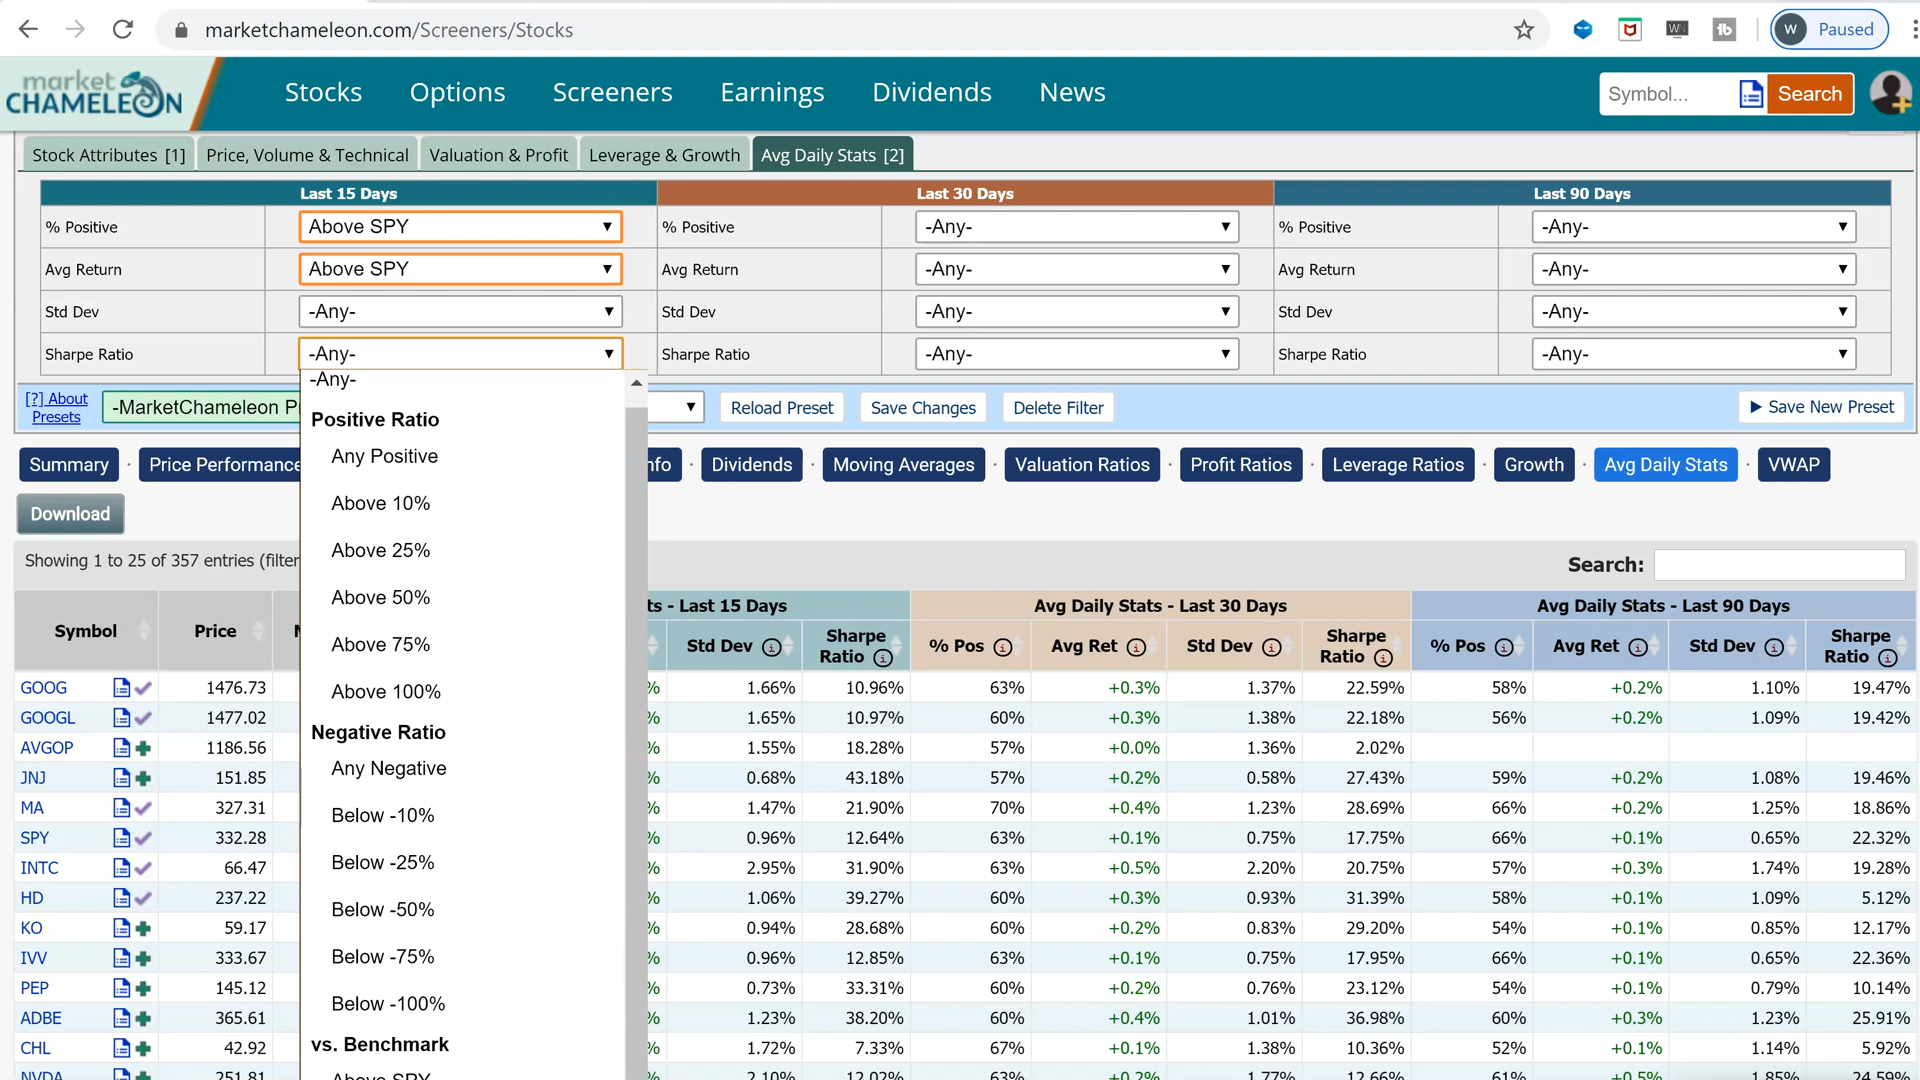 marketchameleon.com/Screeners/Stocks
W Paused
market CHAMELEON
Stocks Options Screeners Earnings Dividends News
Symbol... Search
Stock Attributes [1] Price, Volume & Technical Valuation & Profit Leverage & Growth Avg Daily Stats [2]
Last 15 Days Last 30 Days Last 90 Days
% Positive Above SPY % Positive -Any- % Positive -Any-
Avg Return Above SPY Avg Return -Any- Avg Return -Any-
Std Dev -Any- Std Dev -Any- Std Dev -Any-
Sharpe Ratio -Any- Sharpe Ratio -Any- Sharpe Ratio -Any-
-Any-
Positive Ratio
Any Positive
Above 10%
Above 25%
Above 50%
Above 75%
Above 100%
Negative Ratio
Any Negative
Below -10%
Below -25%
Below -50%
Below -75%
Below -100%
vs. Benchmark
Above SPY
[?] About Presets -MarketChameleon P Reload Preset Save Changes Delete Filter Save New Preset
Summary · Price Performance nfo · Dividends · Moving Averages · Valuation Ratios · Profit Ratios · Leverage Ratios · Growth · Avg Daily Stats · VWAP
Download
Showing 1 to 25 of 357 entries (filter Search:
ts - Last 15 Days Avg Daily Stats - Last 30 Days Avg Daily Stats - Last 90 Days
Symbol Price Std Dev Sharpe Ratio % Pos Avg Ret Std Dev Sharpe Ratio % Pos Avg Ret Std Dev Sharpe Ratio
GOOG 1476.73 % 1.66% 10.96% 63% +0.3% 1.37% 22.59% 58% +0.2% 1.10% 19.47%
GOOGL 1477.02 % 1.65% 10.97% 60% +0.3% 1.38% 22.18% 56% +0.2% 1.09% 19.42%
AVGOP 1186.56 % 1.55% 18.28% 57% +0.0% 1.36% 2.02%
JNJ 151.85 % 0.68% 43.18% 57% +0.2% 0.58% 27.43% 59% +0.2% 1.08% 19.46%
MA 327.31 % 1.47% 21.90% 70% +0.4% 1.23% 28.69% 66% +0.2% 1.25% 18.86%
SPY 332.28 % 0.96% 12.64% 63% +0.1% 0.75% 17.75% 66% +0.1% 0.65% 22.32%
INTC 66.47 % 2.95% 31.90% 63% +0.5% 2.20% 20.75% 57% +0.3% 1.74% 19.28%
HD 237.22 % 1.06% 39.27% 60% +0.3% 0.93% 31.39% 58% +0.1% 1.09% 5.12%
KO 59.17 % 0.94% 28.68% 60% +0.2% 0.83% 29.20% 54% +0.1% 0.85% 12.17%
IVV 333.67 % 0.96% 12.85% 63% +0.1% 0.75% 17.95% 66% +0.1% 0.65% 22.36%
PEP 145.12 % 0.73% 33.31% 60% +0.2% 0.76% 23.12% 54% +0.1% 0.79% 10.14%
ADBE 365.61 % 1.23% 38.20% 60% +0.4% 1.01% 36.98% 60% +0.3% 1.23% 25.91%
CHL 42.92 % 1.72% 7.33% 67% +0.1% 1.38% 10.36% 52% +0.1% 1.14% 5.92%
NVDA 251.81 % 2.10% 12.02% 63% +0.2% 1.77% 12.66% 61% +0.5% 1.85% 24.59%